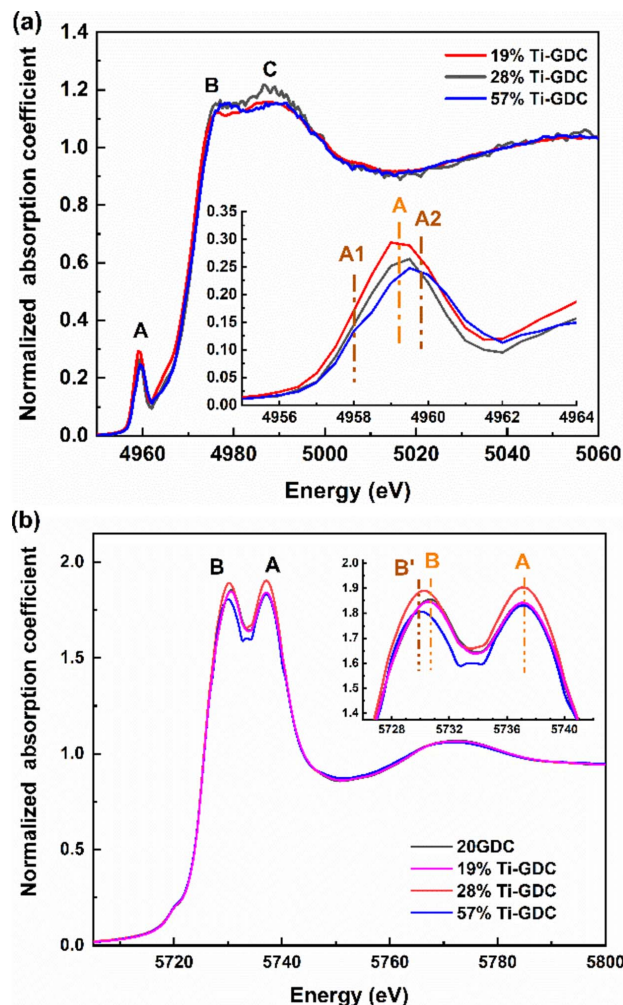 (a)
Normalized absorption coefficient
1.4
1.2
1.0
0.8
0.6
0.4
0.2
0.0
4960 4980 5000 5020 5040 5060
Energy (eV)
A
B
C
19% Ti-GDC
28% Ti-GDC
57% Ti-GDC
0.35
0.30
0.25
0.20
0.15
0.10
0.05
0.00
4956 4958 4960 4962 4964
A1
A
A2
(b)
Normalized absorption coefficient
2.0
1.5
1.0
0.5
0.0
5720 5740 5760 5780 5800
Energy (eV)
B
A
2.0
1.9
1.8
1.7
1.6
1.5
1.4
5728 5732 5736 5740
B' B A
20GDC
19% Ti-GDC
28% Ti-GDC
57% Ti-GDC